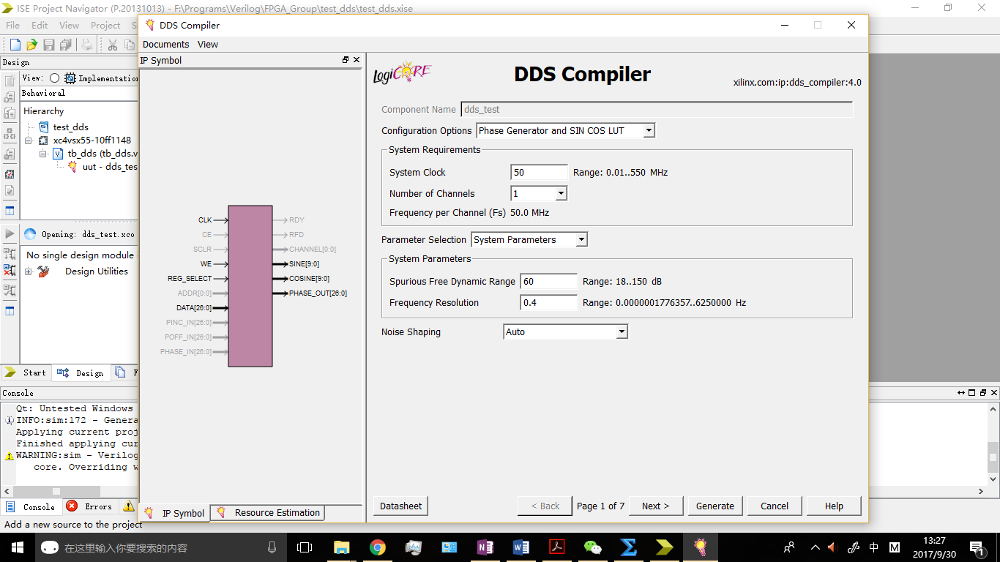 ISE Project Navigator (P.20131013) - F:\Programs\Verilog\FPGA_Group\test_dds\test_dds.xise
File Edit View Project
DDS Compiler
Documents View
IP Symbol
Design
View: Implementation
Behavioral
Hierarchy
test_dds
xc4vsx55-10ff1148
tb_dds (tb_dds.v
uut - dds_tes
Opening: dds_test.xco
No single design module
Design Utilities
Start Design
CLK
CE
SCLR
WE
REG_SELECT
ADDR[0:0]
DATA[26:0]
PINC_IN[26:0]
POFF_IN[26:0]
PHASE_IN[26:0]
RDY
RFD
CHANNEL[0:0]
SINE[9:0]
COSINE[9:0]
PHASE_OUT[26:0]
IP Symbol Resource Estimation
LogiCORE
DDS Compiler
xilinx.com:ip:dds_compiler:4.0
Component Name dds_test
Configuration Options Phase Generator and SIN COS LUT
System Requirements
System Clock 50 Range: 0.01..550 MHz
Number of Channels 1
Frequency per Channel (Fs) 50.0 MHz
Parameter Selection System Parameters
System Parameters
Spurious Free Dynamic Range 60 Range: 18..150 dB
Frequency Resolution 0.4 Range: 0.0000001776357..6250000 Hz
Noise Shaping Auto
Datasheet < Back Page 1 of 7 Next > Generate Cancel Help
Console
Qt: Untested Windows
INFO:sim:172 - Genera
Applying current proj
Finished applying cur
WARNING:sim - Verilog
core. Overriding w
Console Errors
Add a new source to the project
在这里输入你要搜索的内容
中 M
13:27
2017/9/30
1